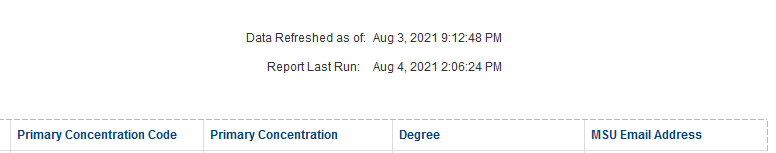 Data Refreshed as of: Aug 3, 2021 9:12:48 PM
Report Last Run: Aug 4, 2021 2:06:24 PM
Primary Concentration Code Primary Concentration Degree MSU Email Address